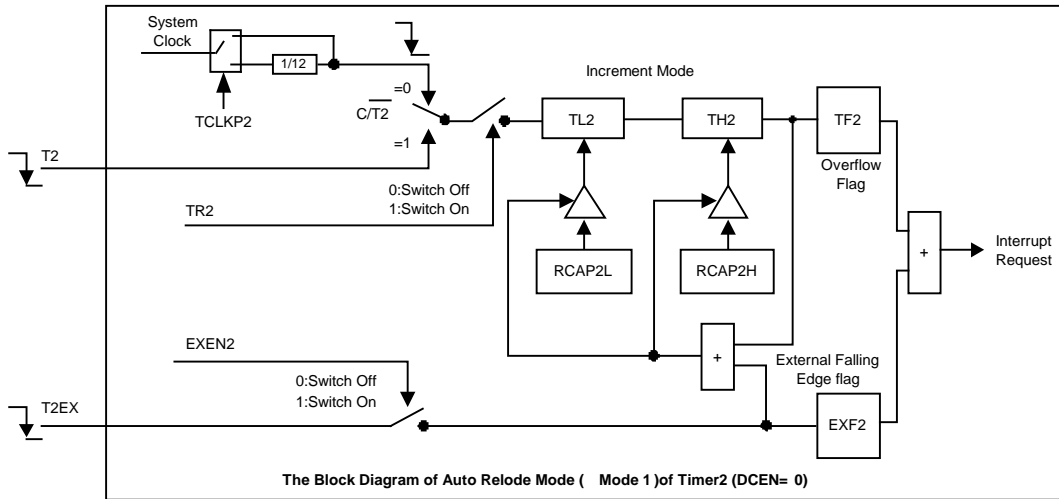 System
Clock
1/12
TCLKP2
Increment Mode
=0
C/T2
=1
TL2
TH2
TF2
Overflow
Flag
T2
0:Switch Off
1:Switch On
TR2
RCAP2L
RCAP2H
+
Interrupt
Request
EXEN2
0:Switch Off
1:Switch On
+
External Falling
Edge flag
T2EX
EXF2
The Block Diagram of Auto Relode Mode ( Mode 1 )of Timer2 (DCEN= 0)